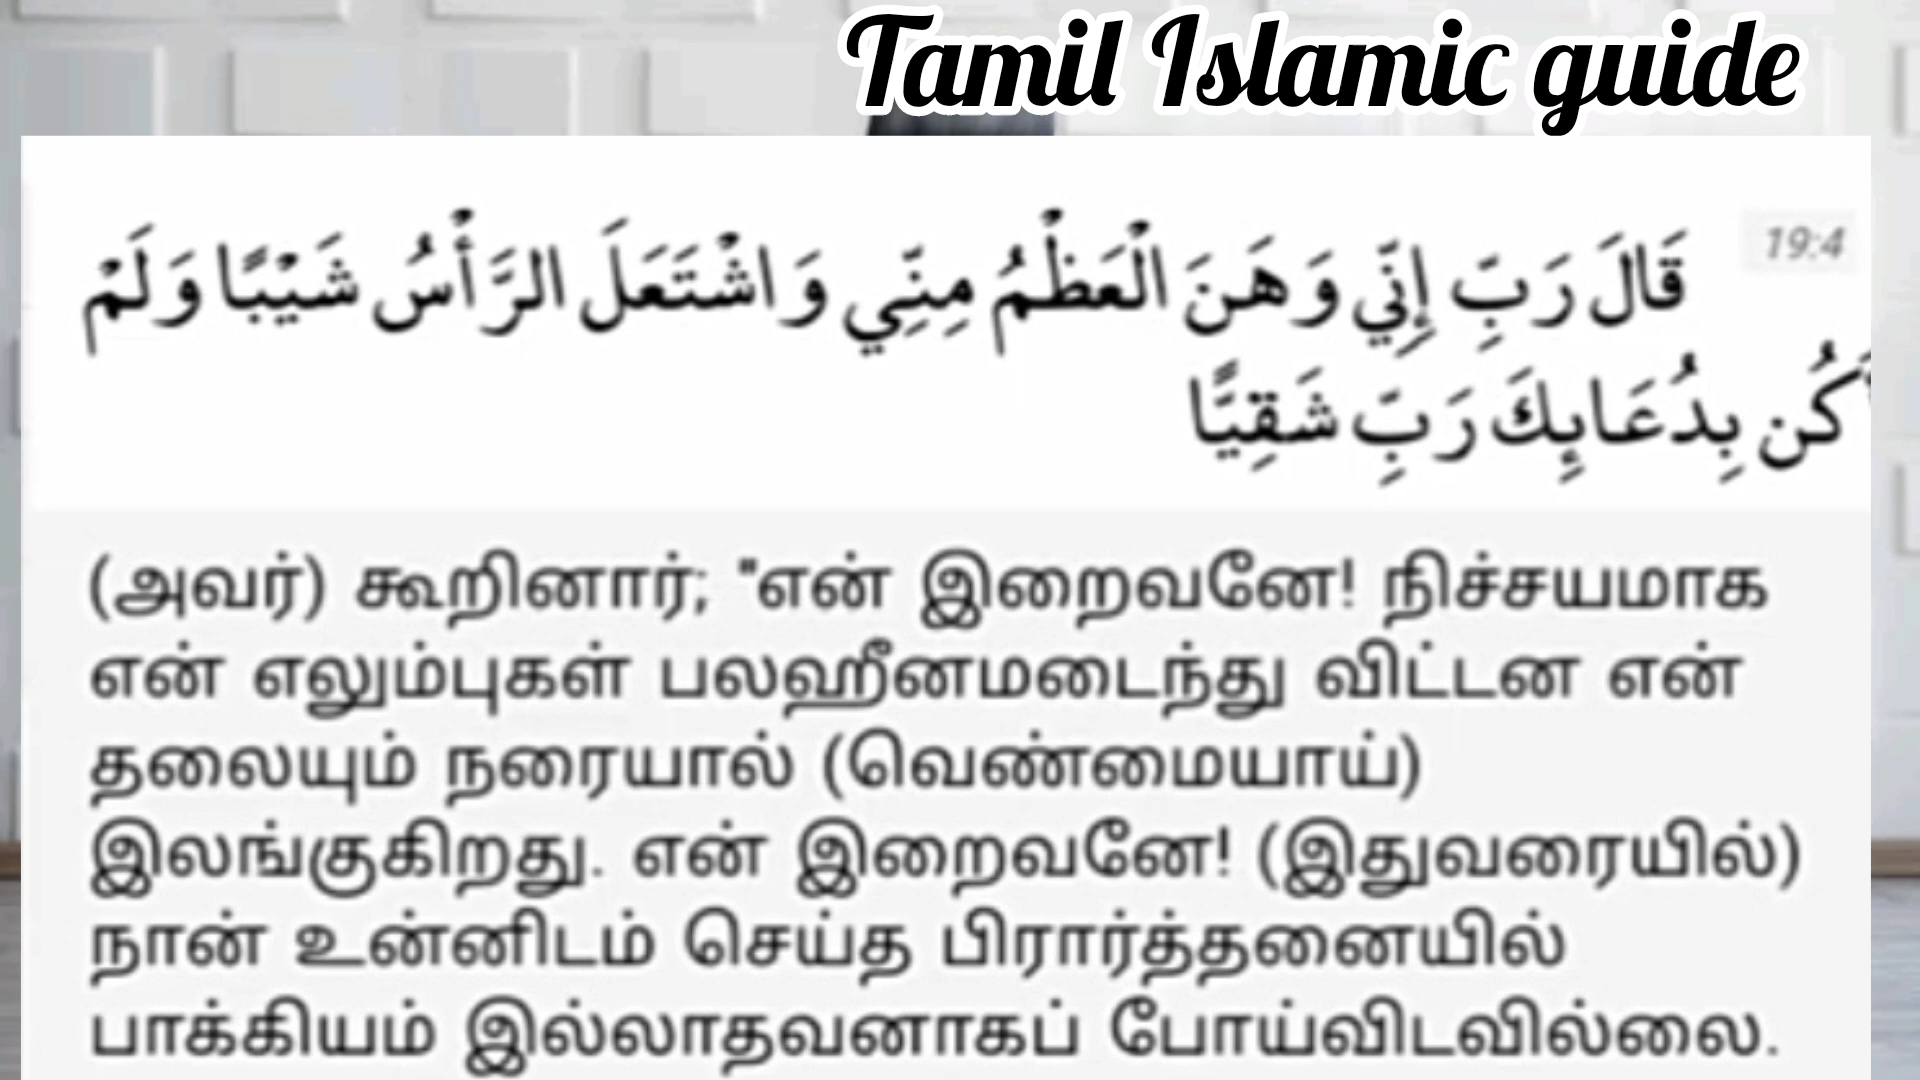 Tamil Islamic guide
19:4
قَالَ رَبِّ إِنِّي وَهَنَ الْعَظْمُ مِنِّي وَاشْتَعَلَ الرَّأْسُ شَيْبًا وَلَمْ
أَكُن بِدُعَائِكَ رَبِّ شَقِيًّا
(அவர்) கூறினார்; "என் இறைவனே! நிச்சயமாக
என் எலும்புகள் பலஹீனமடைந்து விட்டன என்
தலையும் நரையால் (வெண்மையாய்)
இலங்குகிறது. என் இறைவனே! (இதுவரையில்)
நான் உன்னிடம் செய்த பிரார்த்தனையில்
பாக்கியம் இல்லாதவனாகப் போய்விடவில்லை.